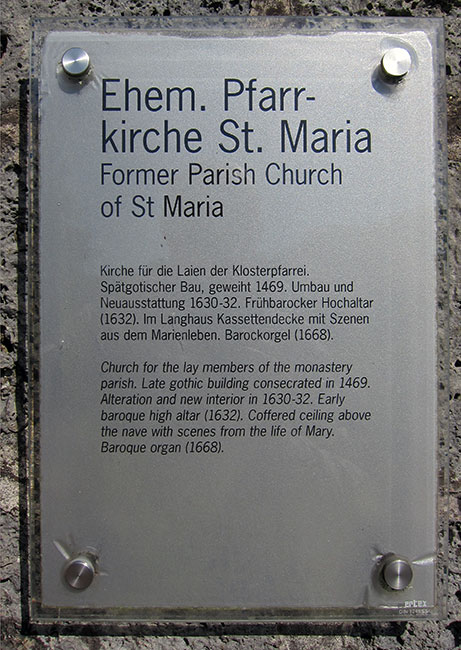 Ehem. Pfarr-
kirche St. Maria
Former Parish Church
of St Maria
Kirche für die Laien der Klosterpfarrei.
Spätgotischer Bau, geweiht 1469. Umbau und
Neuausstattung 1630-32. Frühbarocker Hochaltar
(1632). Im Langhaus Kassettendecke mit Szenen
aus dem Marienleben. Barockorgel (1668).
Church for the lay members of the monastery
parish. Late gothic building consecrated in 1469.
Alteration and new interior in 1630-32. Early
baroque high altar (1632). Coffered ceiling above
the nave with scenes from the life of Mary.
Baroque organ (1668).